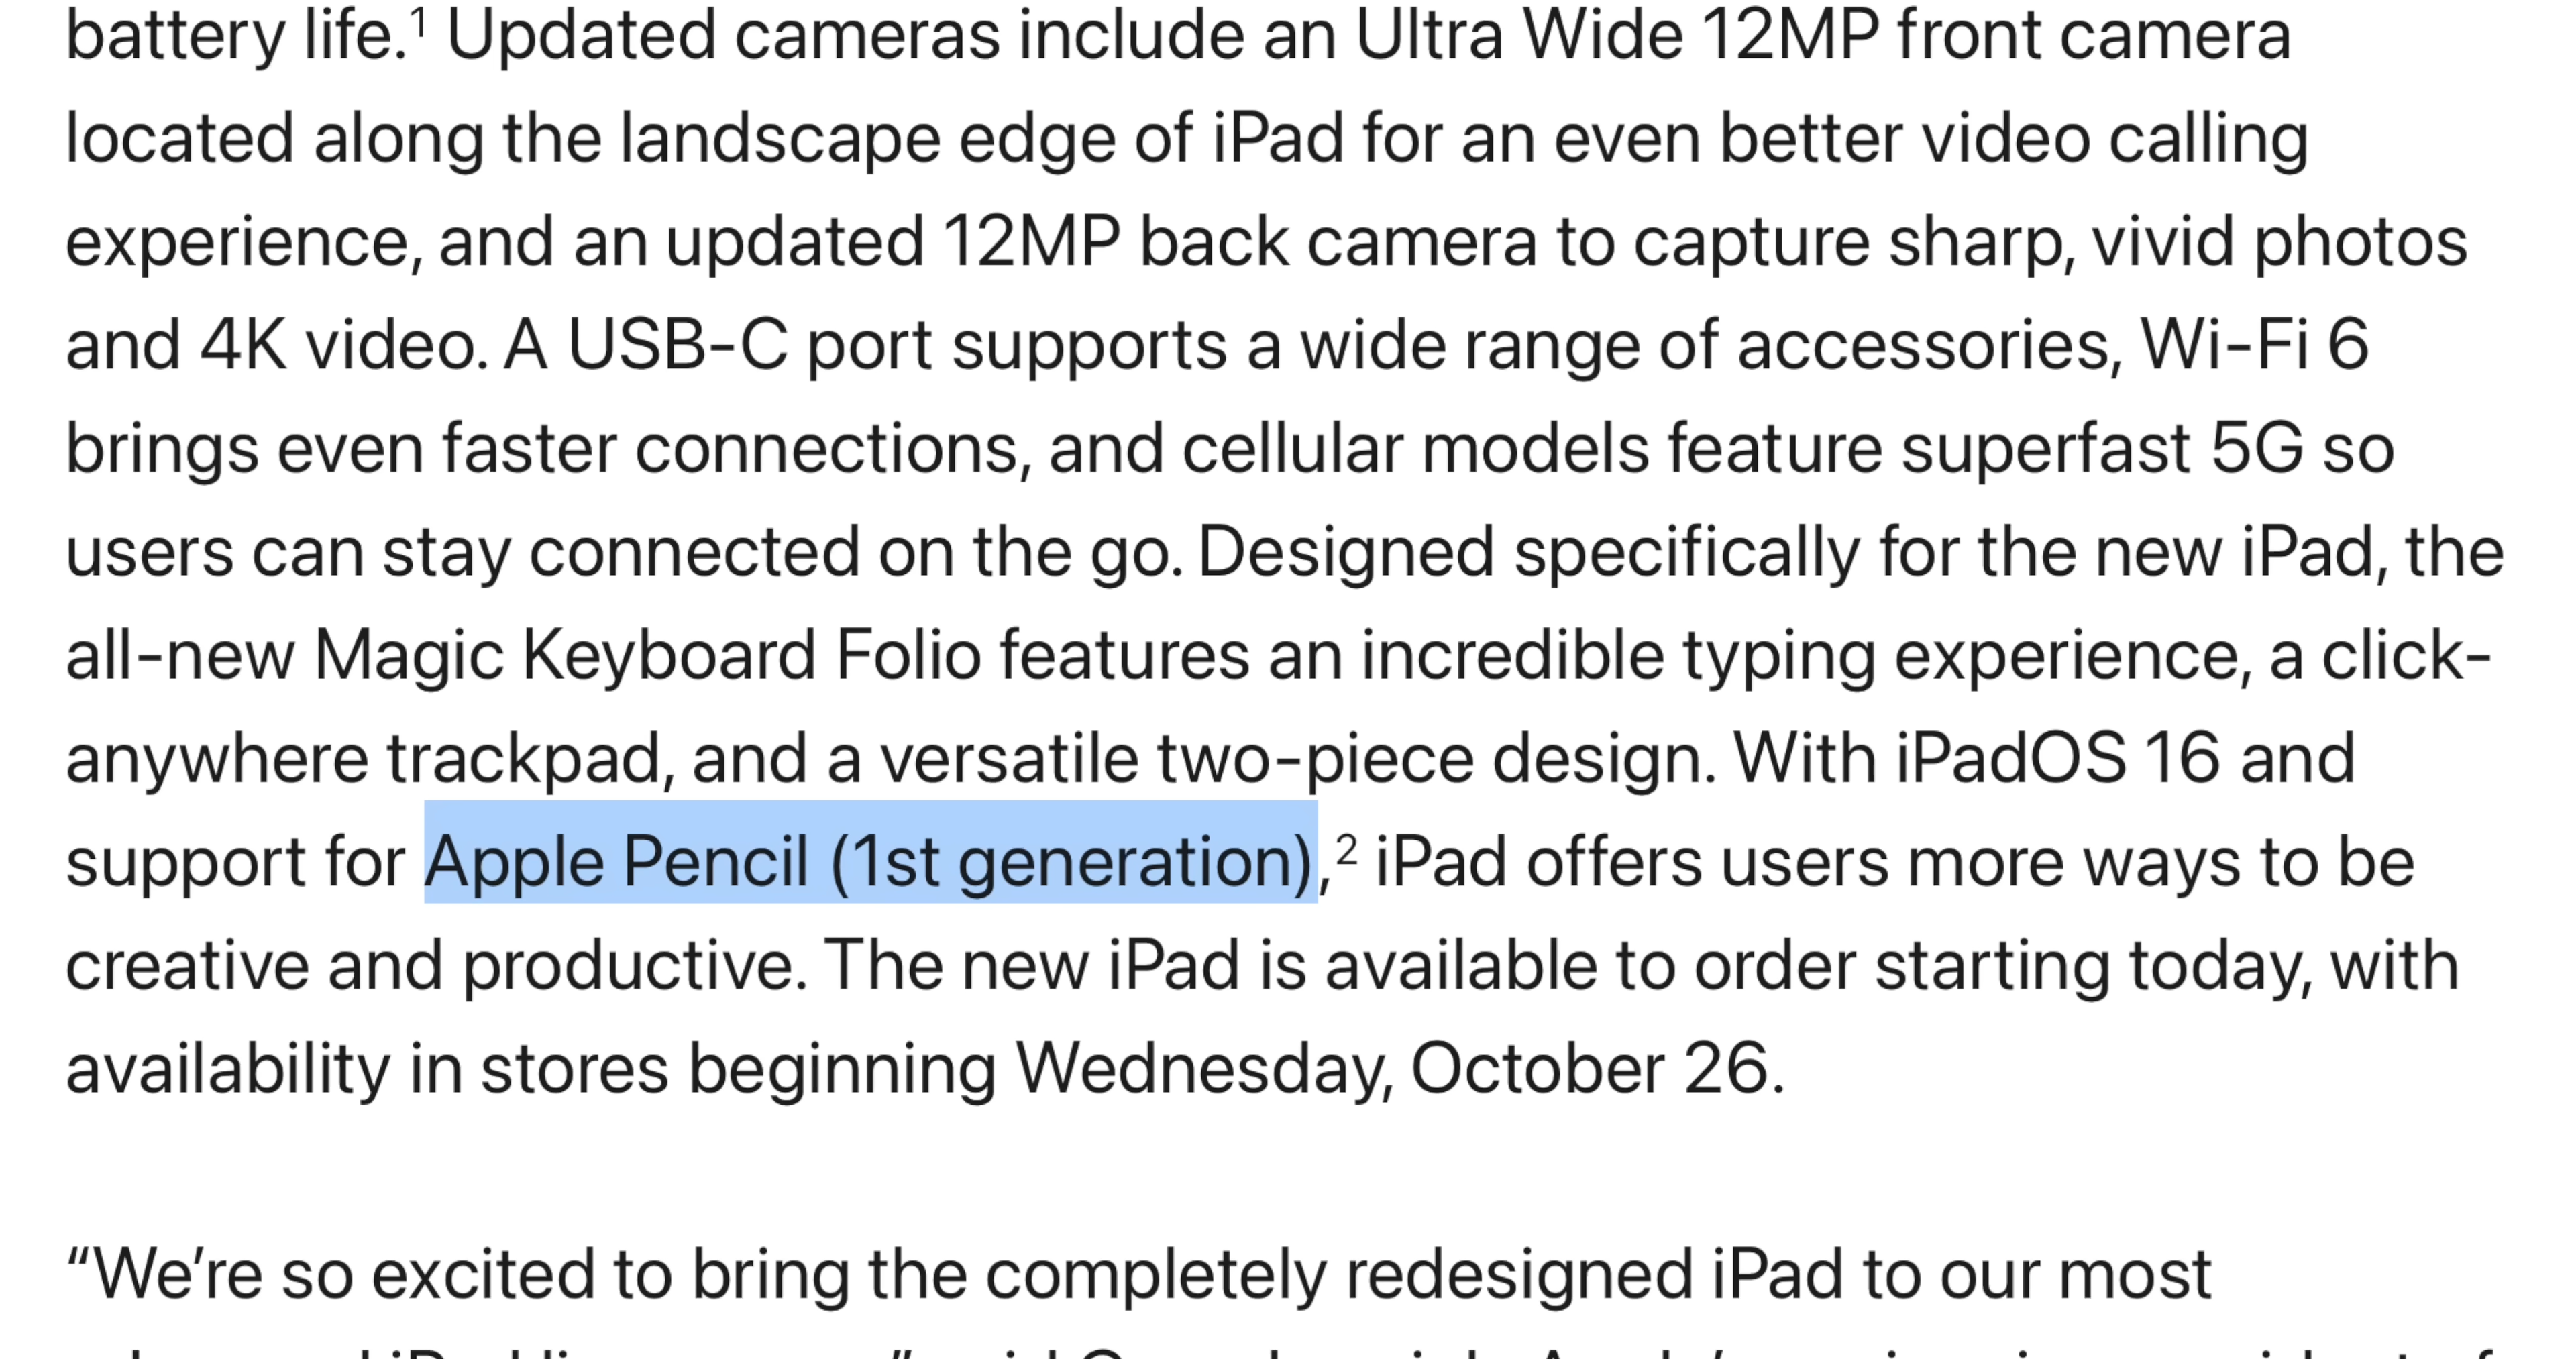 battery life.¹ Updated cameras include an Ultra Wide 12MP front camera
located along the landscape edge of iPad for an even better video calling
experience, and an updated 12MP back camera to capture sharp, vivid photos
and 4K video. A USB-C port supports a wide range of accessories, Wi-Fi 6
brings even faster connections, and cellular models feature superfast 5G so
users can stay connected on the go. Designed specifically for the new iPad, the
all-new Magic Keyboard Folio features an incredible typing experience, a click-
anywhere trackpad, and a versatile two-piece design. With iPadOS 16 and
support for Apple Pencil (1st generation),² iPad offers users more ways to be
creative and productive. The new iPad is available to order starting today, with
availability in stores beginning Wednesday, October 26.
“We’re so excited to bring the completely redesigned iPad to our most